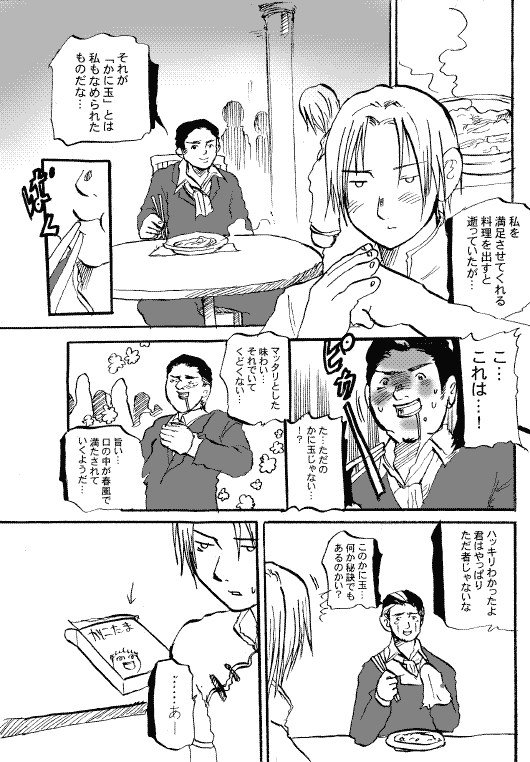 私を
満足させてくれる
料理を出すと
逝っていたが…
それが
「かに玉」とは
私もなめられた
ものだな…
ぱく
こ…
これは…!
ピカ
た…ただの
かに玉じゃない…
!?
マッタリとした
味わい…
それでいて
くどくない…
旨い…
口の中が春風で
満たされて
いくようだ…
ハッキリわかったよ
君はやっぱり
ただ者じゃないな
このかに玉…
何か秘訣でも
あるのかい?
かにたま
……あー